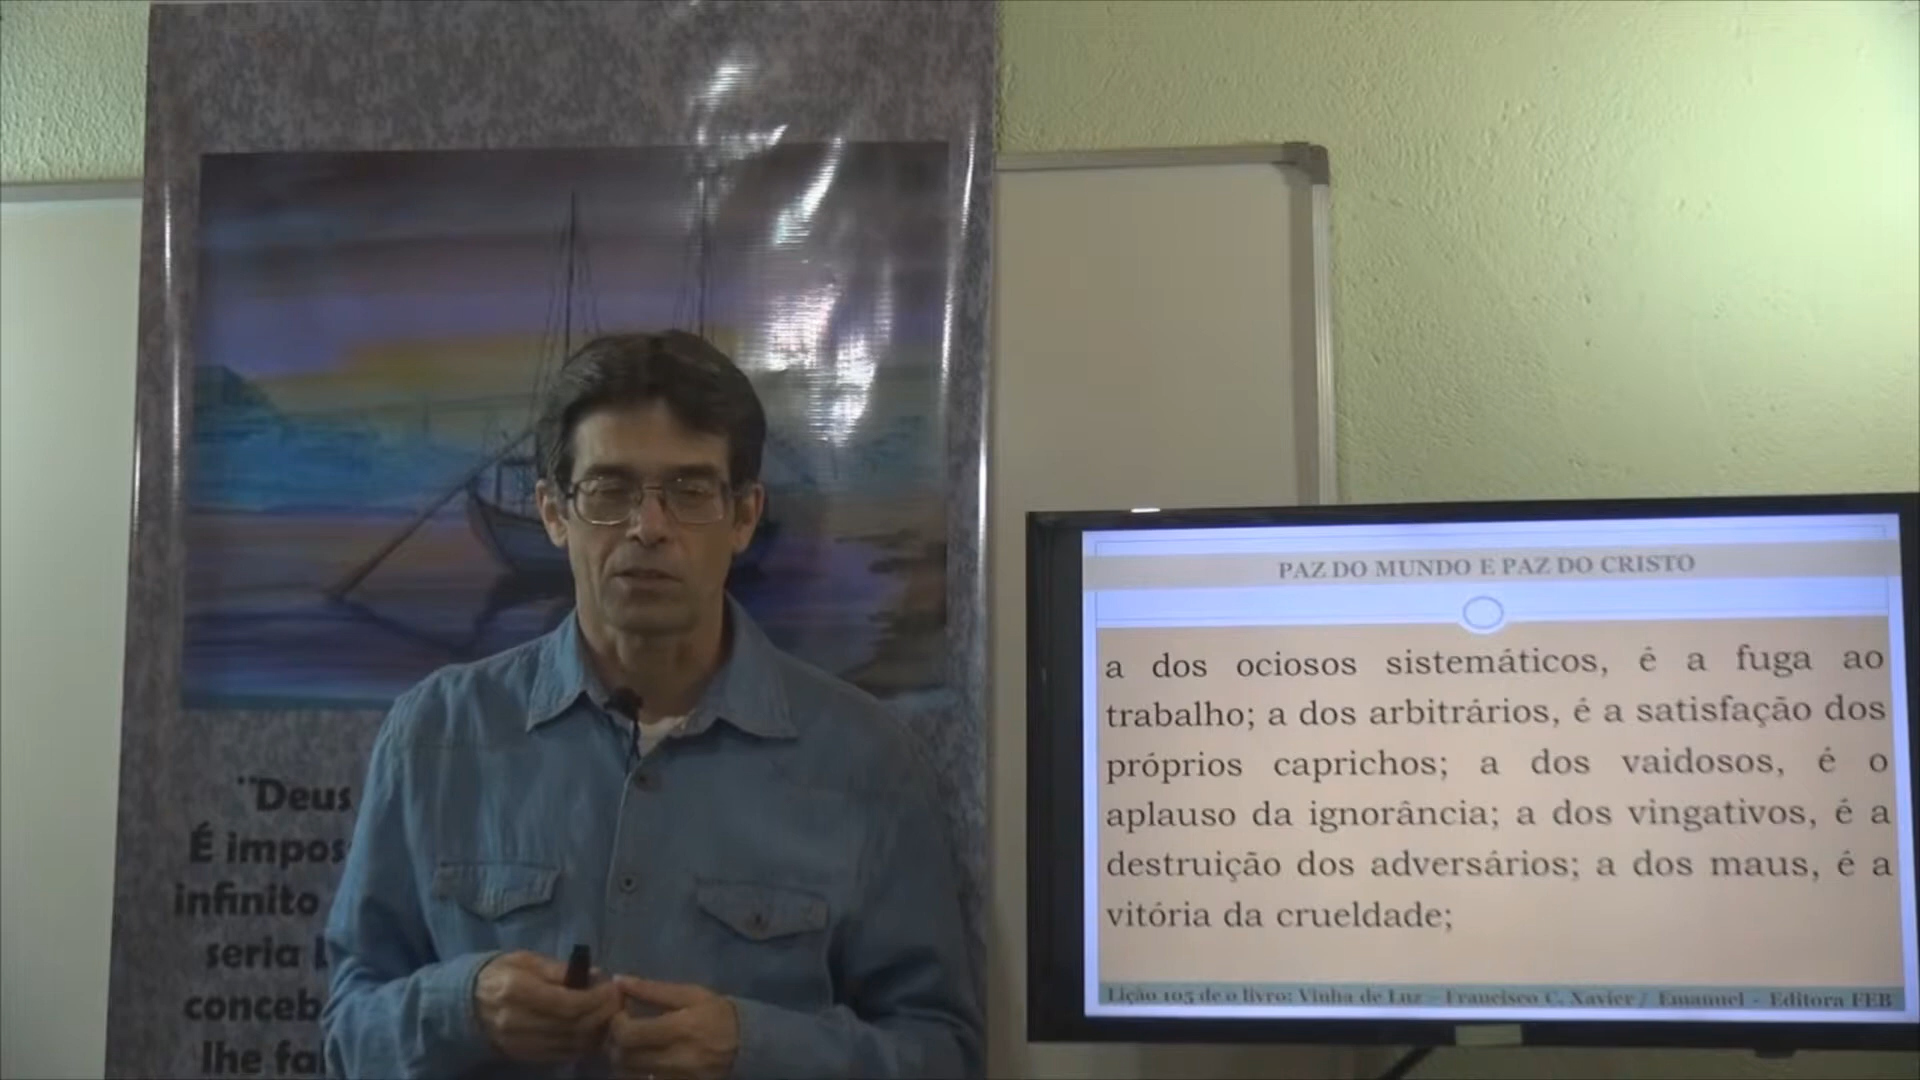 ¨Deus
É impos
infinito
seria
conceb
lhe fal
PAZ DO MUNDO E PAZ DO CRISTO
a dos ociosos sistemáticos, é a fuga ao
trabalho; a dos arbitrários, é a satisfação dos
próprios caprichos; a dos vaidosos, é o
aplauso da ignorância; a dos vingativos, é a
destruição dos adversários; a dos maus, é a
vitória da crueldade;
Lição 105 de o livro: Vinha de Luz - Francisco C. Xavier / Emanuel - Editora FEB